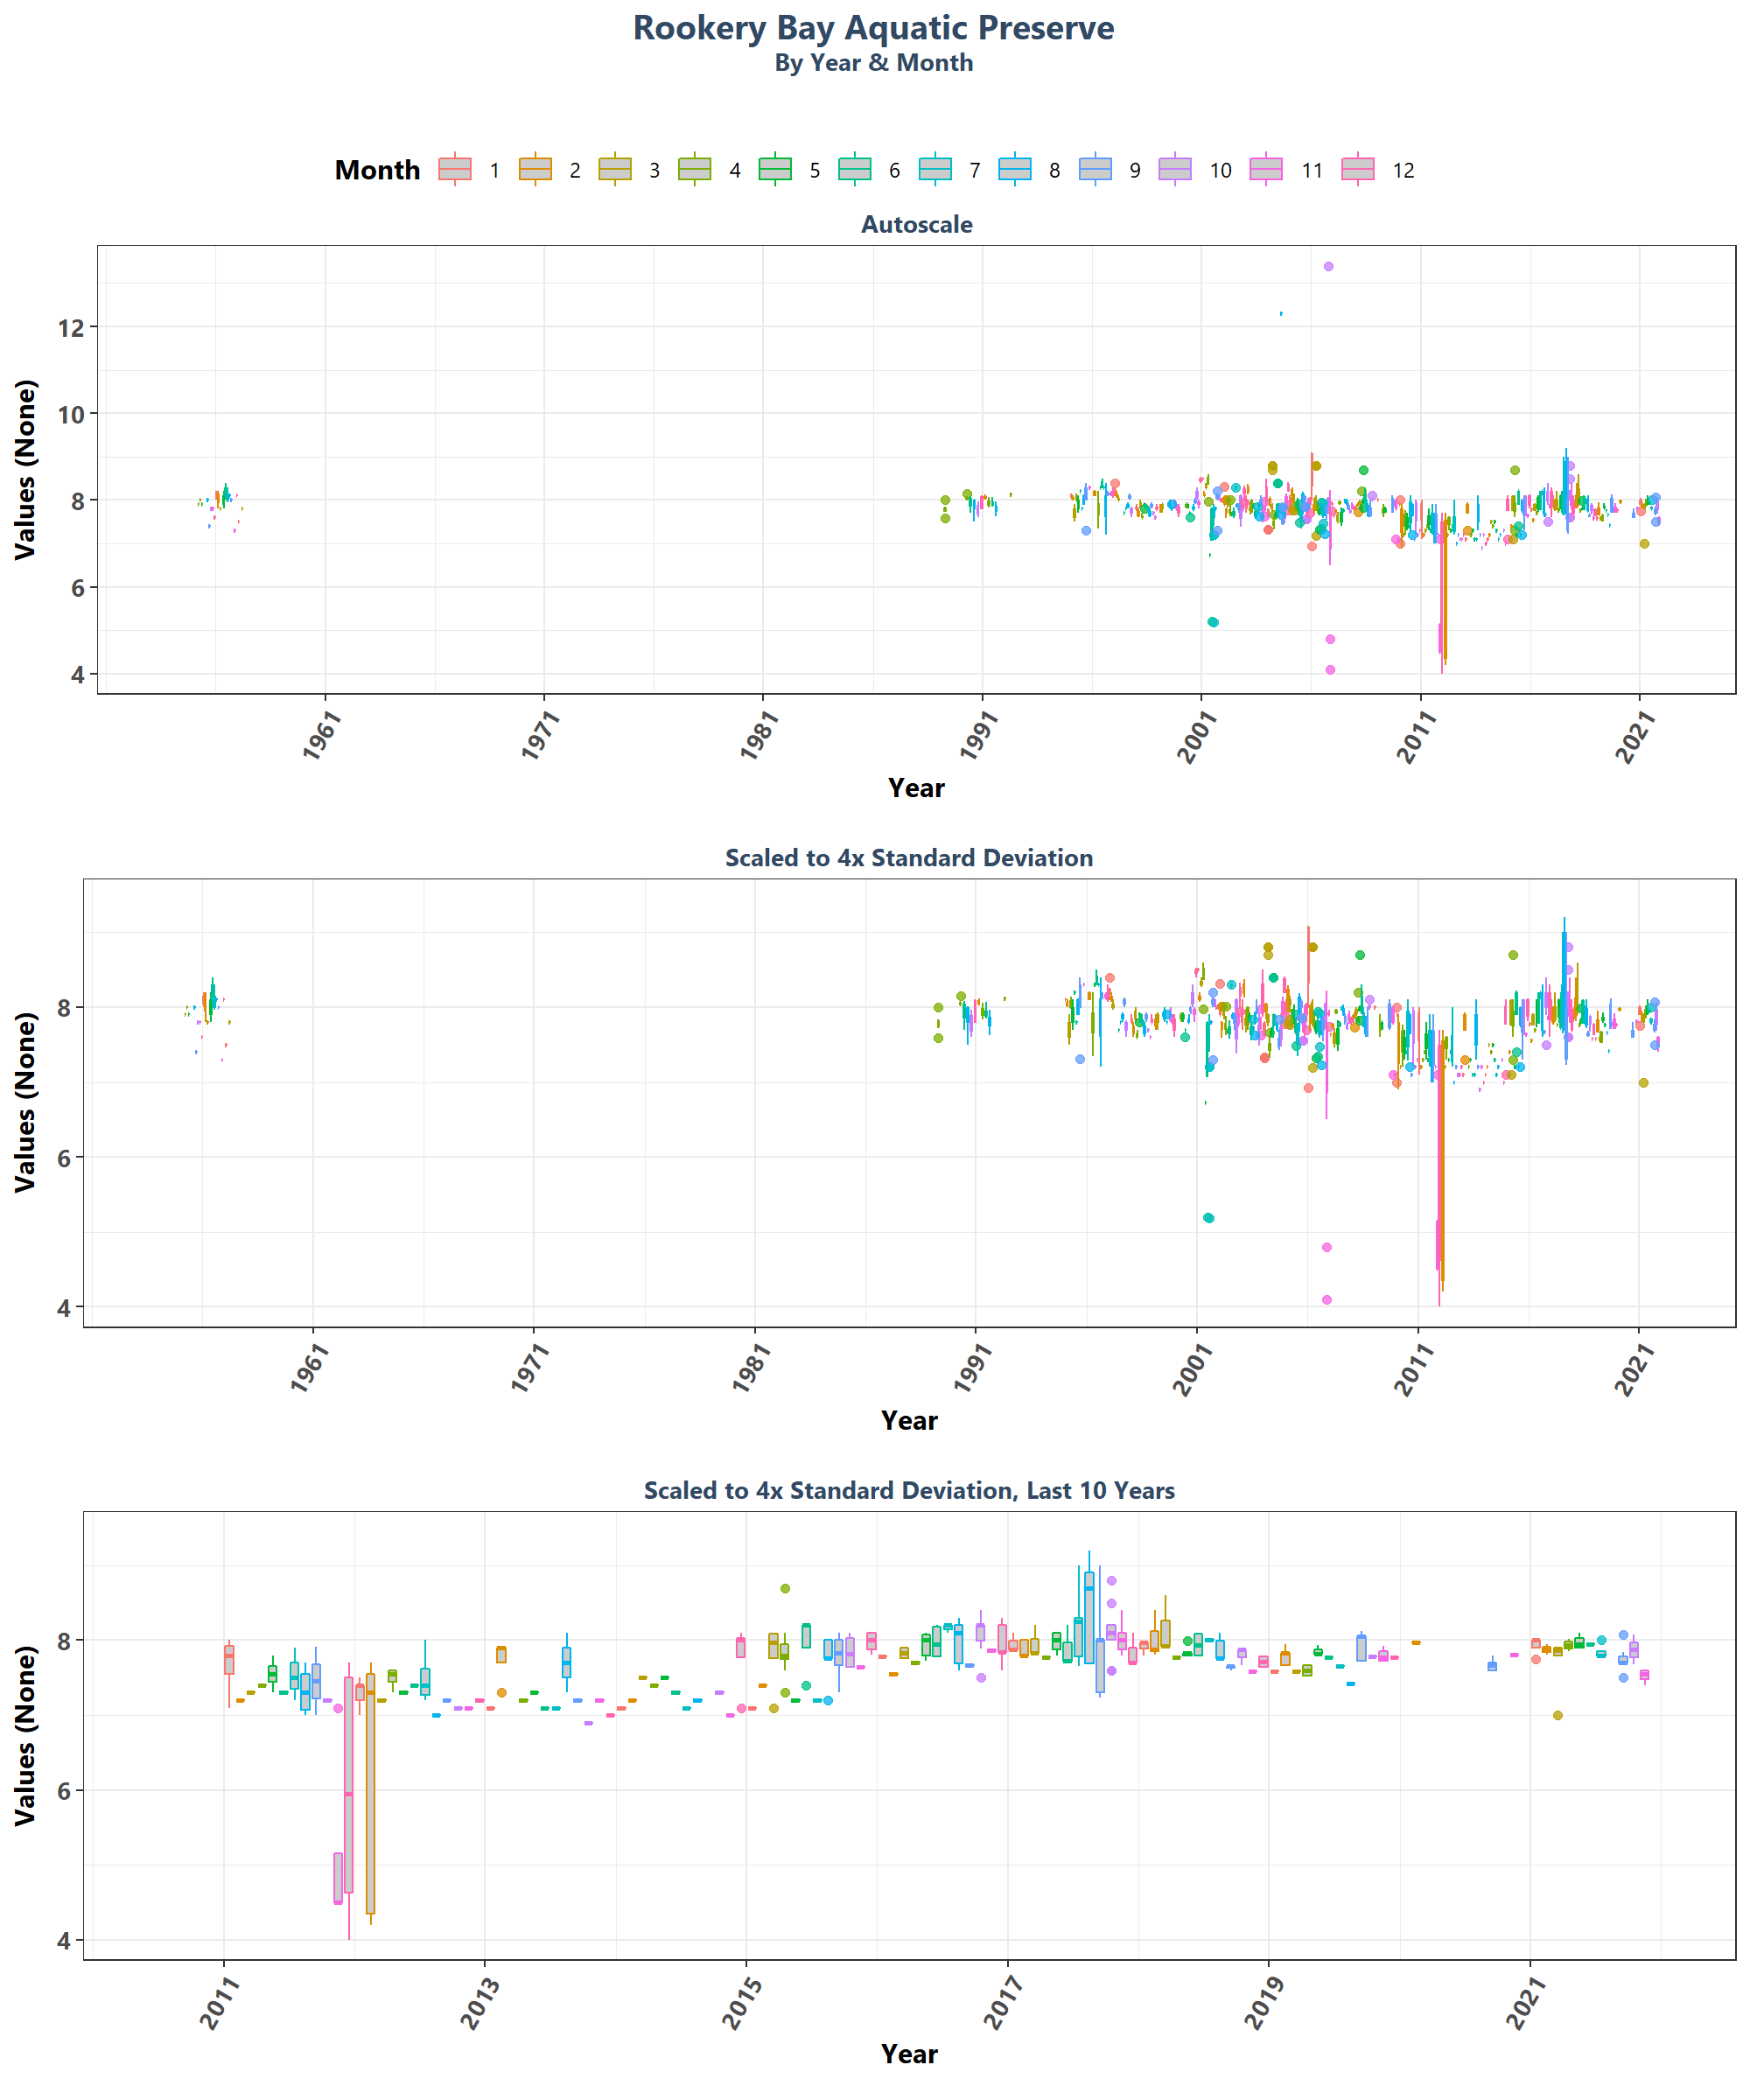 Rookery Bay Aquatic Preserve
By Year & Month
Month 1 2 3 4 5 6 7 8 9 10 11 12
Autoscale
Values (None)
12
10
8
6
4
1961 1971 1981 1991 2001 2011 2021
Year
Scaled to 4x Standard Deviation
Values (None)
8
6
4
1961 1971 1981 1991 2001 2011 2021
Year
Scaled to 4x Standard Deviation, Last 10 Years
Values (None)
8
6
4
2011 2013 2015 2017 2019 2021
Year